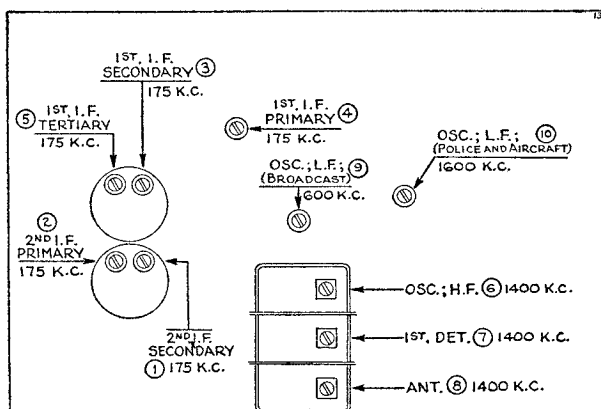 1ST. I.F.
SECONDARY ③
175 K.C.
⑤ 1ST. I.F.
TERTIARY
175 K.C.
1ST. I.F.
PRIMARY ④
175 K.C.
OSC.; L.F.; ⑩
(POLICE AND AIRCRAFT)
1600 K.C.
OSC.; L.F.; ⑨
(BROADCAST)
600 K.C.
②
2ND I.F.
PRIMARY
175 K.C.
2ND I.F.
SECONDARY
① 175 K.C.
OSC.; H.F. ⑥ 1400 K.C.
1ST. DET. ⑦ 1400 K.C.
ANT. ⑧ 1400 K.C.